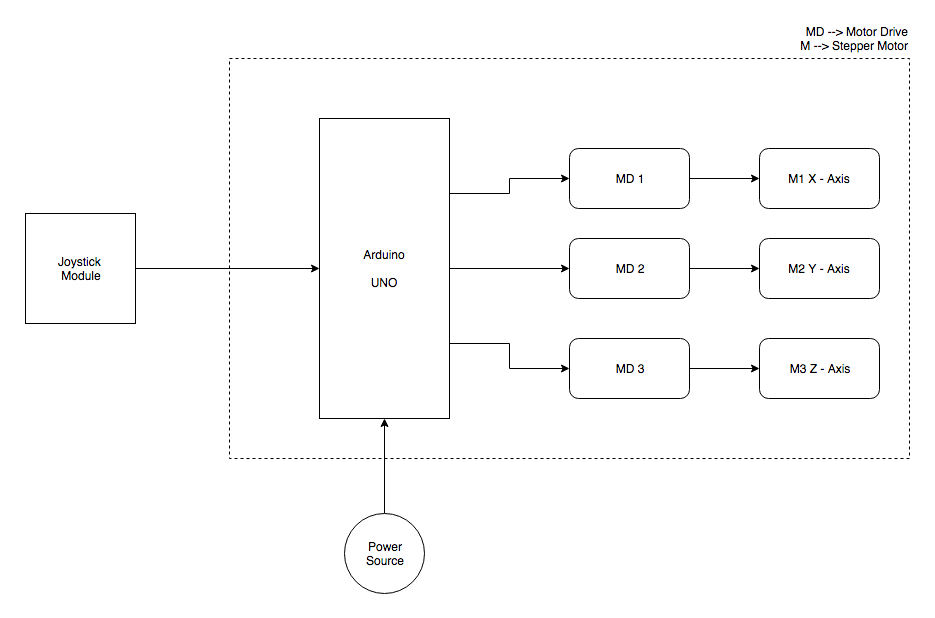 MD --> Motor Drive
M --> Stepper Motor
MD 1
M1 X - Axis
Joystick
Module
Arduino
UNO
MD 2
M2 Y - Axis
MD 3
M3 Z - Axis
Power
Source